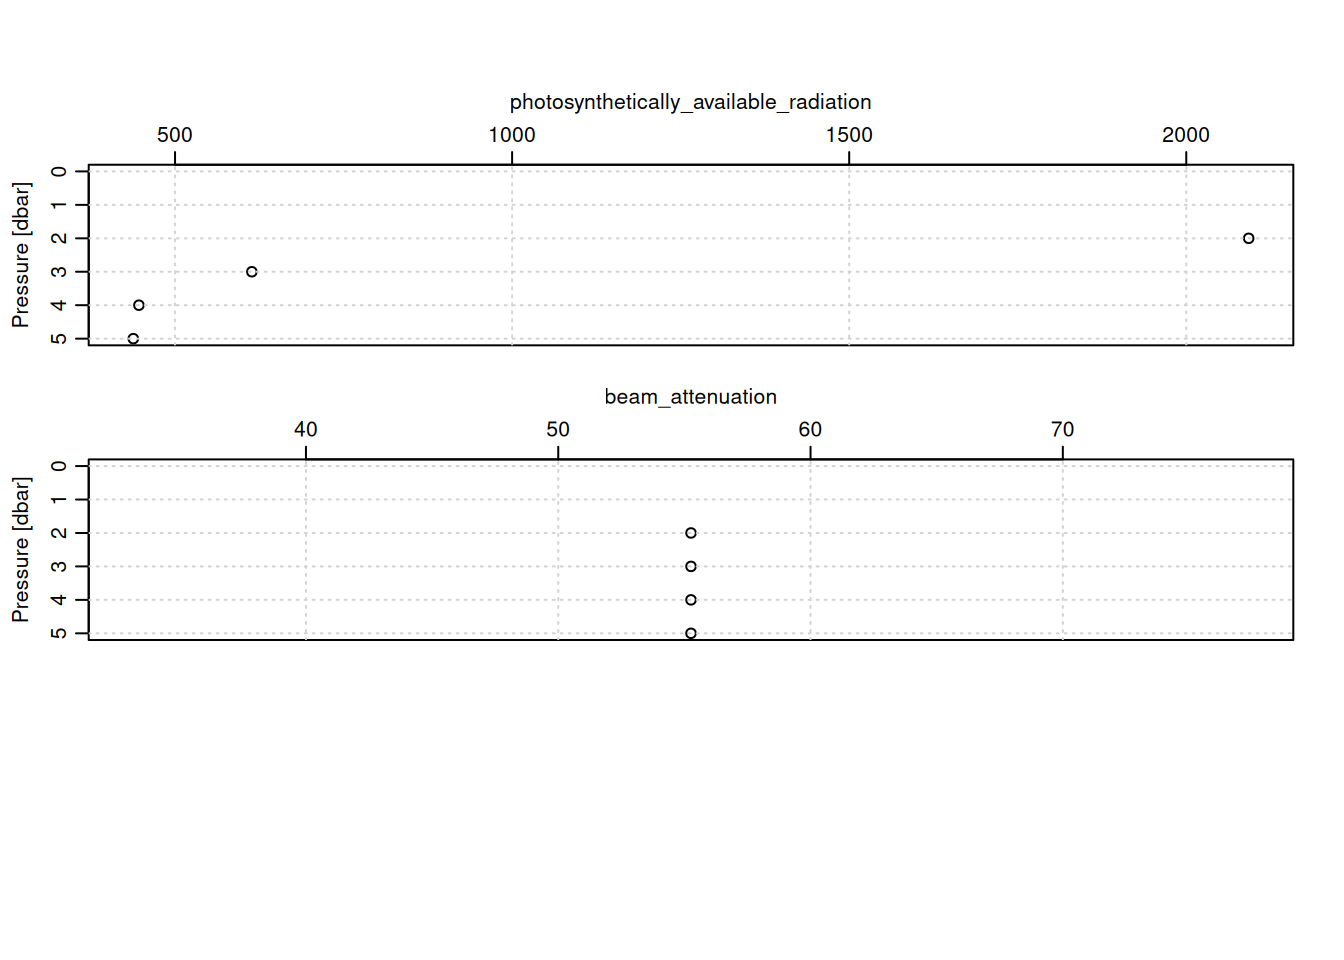 photosynthetically_available_radiation
500 1000 1500 2000
Pressure [dbar]
0
1
2
3
4
5
beam_attenuation
40 50 60 70
Pressure [dbar]
0
1
2
3
4
5